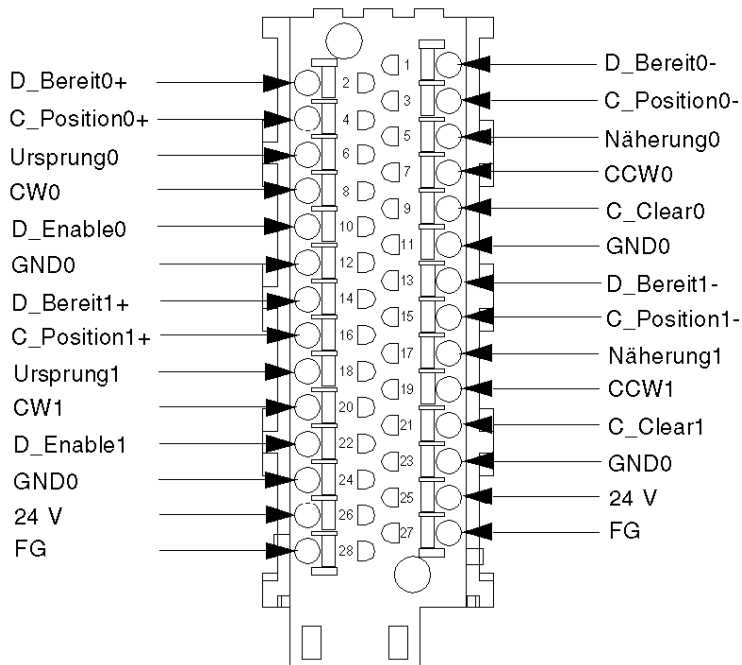 D_Bereit0-
1
D_Bereit0+
2
C_Position0-
3
C_Position0+
4
Näherung0
5
Ursprung0
6
CCW0
7
CW0
8
C_Clear0
9
D_Enable0
10
GND0
11
GND0
12
D_Bereit1-
13
D_Bereit1+
14
C_Position1-
15
C_Position1+
16
Näherung1
17
Ursprung1
18
CCW1
19
CW1
20
C_Clear1
21
D_Enable1
22
GND0
23
GND0
24
24 V
25
24 V
26
FG
27
FG
28